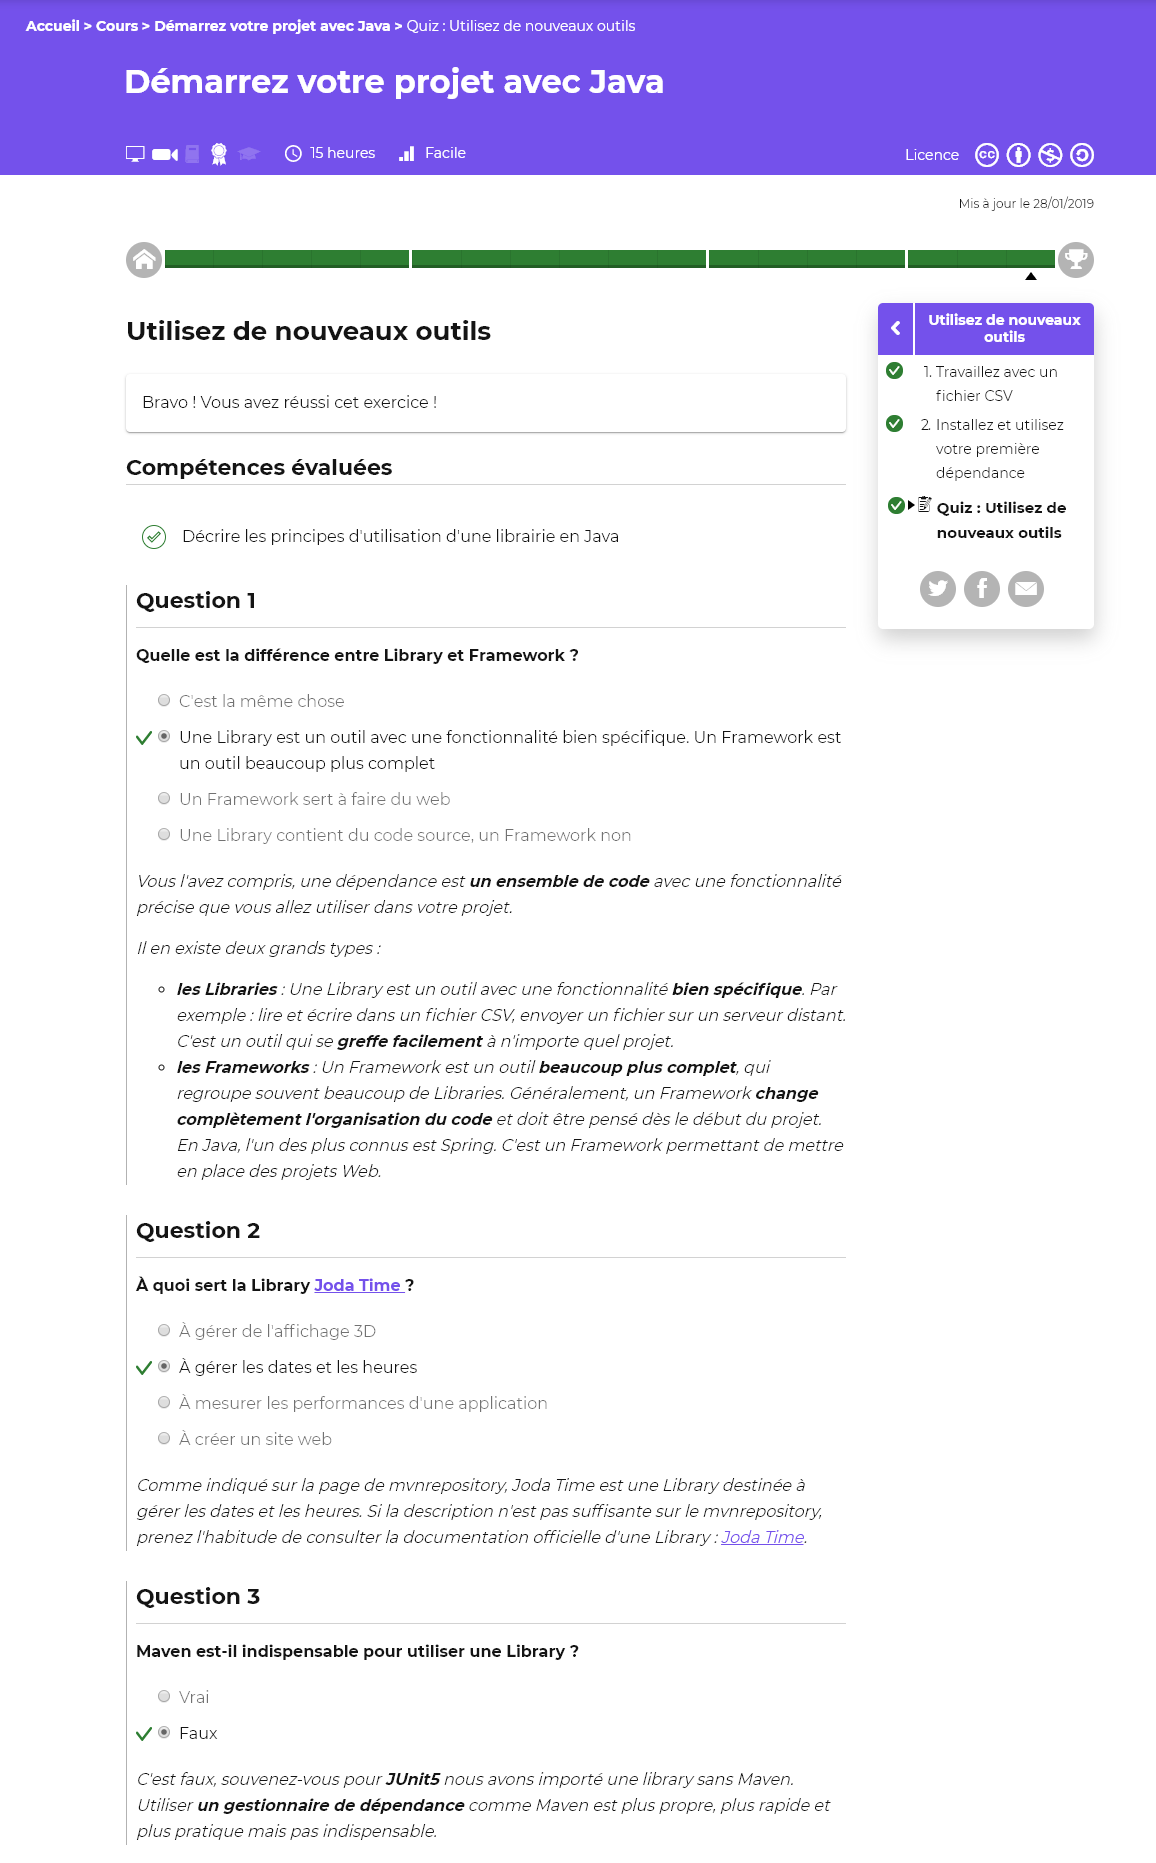 Accueil > Cours > Démarrez votre projet avec Java > Quiz : Utilisez de nouveaux outils
Démarrez votre projet avec Java
15 heures Facile
Licence
Mis à jour le 28/01/2019
Utilisez de nouveaux outils
Bravo ! Vous avez réussi cet exercice !
Compétences évaluées
Décrire les principes d'utilisation d'une librairie en Java
Question 1
Quelle est la différence entre Library et Framework ?
C'est la même chose
Une Library est un outil avec une fonctionnalité bien spécifique. Un Framework est
un outil beaucoup plus complet
Un Framework sert à faire du web
Une Library contient du code source, un Framework non
Vous l'avez compris, une dépendance est un ensemble de code avec une fonctionnalité
précise que vous allez utiliser dans votre projet.
Il en existe deux grands types :
les Libraries : Une Library est un outil avec une fonctionnalité bien spécifique. Par
exemple : lire et écrire dans un fichier CSV, envoyer un fichier sur un serveur distant.
C'est un outil qui se greffe facilement à n'importe quel projet.
les Frameworks : Un Framework est un outil beaucoup plus complet, qui
regroupe souvent beaucoup de Libraries. Généralement, un Framework change
complètement l'organisation du code et doit être pensé dès le début du projet.
En Java, l'un des plus connus est Spring. C'est un Framework permettant de mettre
en place des projets Web.
Question 2
À quoi sert la Library Joda Time ?
À gérer de l'affichage 3D
À gérer les dates et les heures
À mesurer les performances d'une application
À créer un site web
Comme indiqué sur la page de mvnrepository, Joda Time est une Library destinée à
gérer les dates et les heures. Si la description n'est pas suffisante sur le mvnrepository,
prenez l'habitude de consulter la documentation officielle d'une Library : Joda Time.
Question 3
Maven est-il indispensable pour utiliser une Library ?
Vrai
Faux
C'est faux, souvenez-vous pour JUnit5 nous avons importé une library sans Maven.
Utiliser un gestionnaire de dépendance comme Maven est plus propre, plus rapide et
plus pratique mais pas indispensable.
Utilisez de nouveaux
outils
1. Travaillez avec un
fichier CSV
2. Installez et utilisez
votre première
dépendance
Quiz : Utilisez de
nouveaux outils